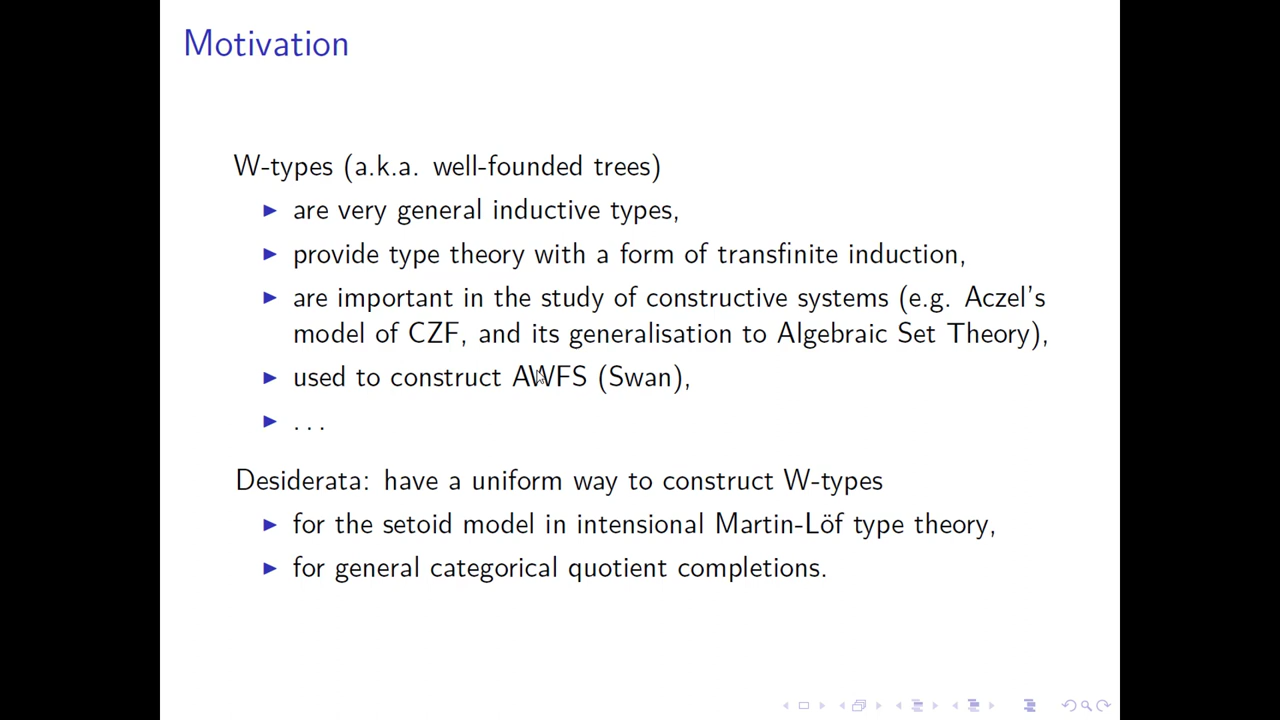 Motivation
W-types (a.k.a. well-founded trees)
▶ are very general inductive types,
▶ provide type theory with a form of transfinite induction,
▶ are important in the study of constructive systems (e.g. Aczel's
model of CZF, and its generalisation to Algebraic Set Theory),
▶ used to construct AWFS (Swan),
▶ ...
Desiderata: have a uniform way to construct W-types
▶ for the setoid model in intensional Martin-Löf type theory,
▶ for general categorical quotient completions.